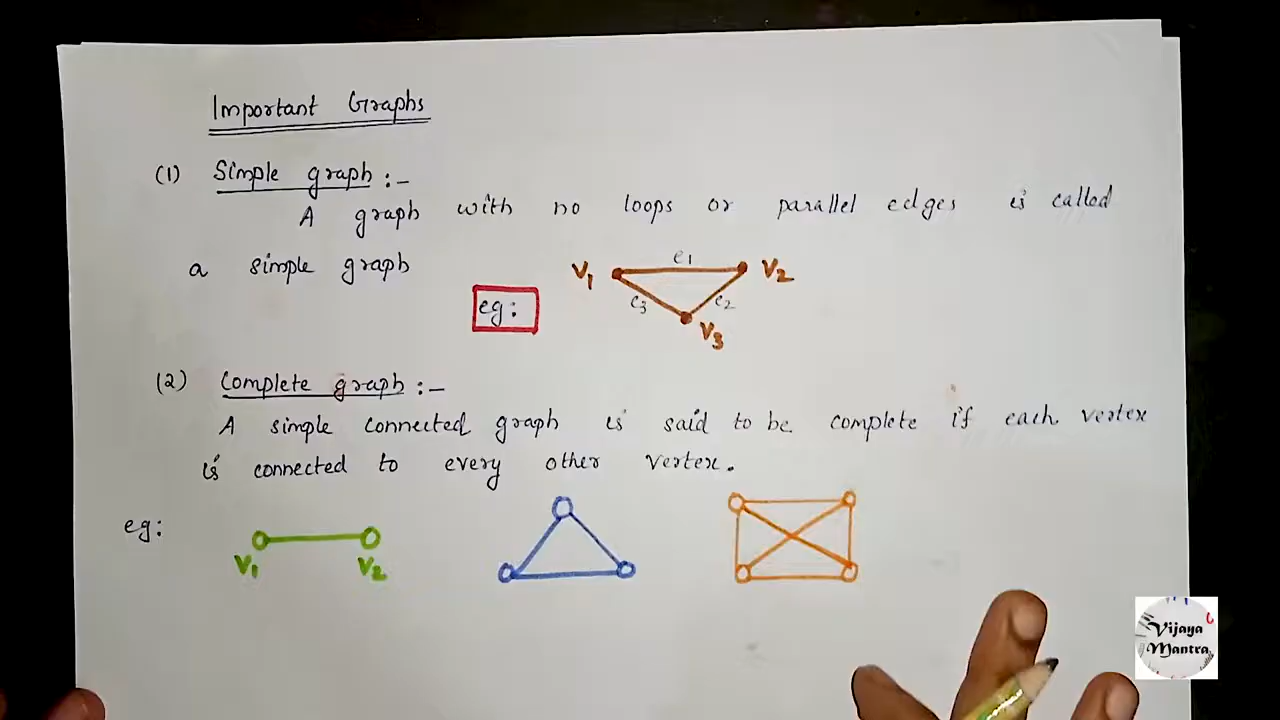 Important Graphs
(1) Simple graph :-
A graph with no loops or parallel edges is called
a simple graph
eg:
V1 e1 V2
e3 e2
V3
(2) Complete graph :-
A simple connected graph is said to be complete if each vertex
is connected to every other vertex.
eg:
V1 V2
Vijaya
Mantra